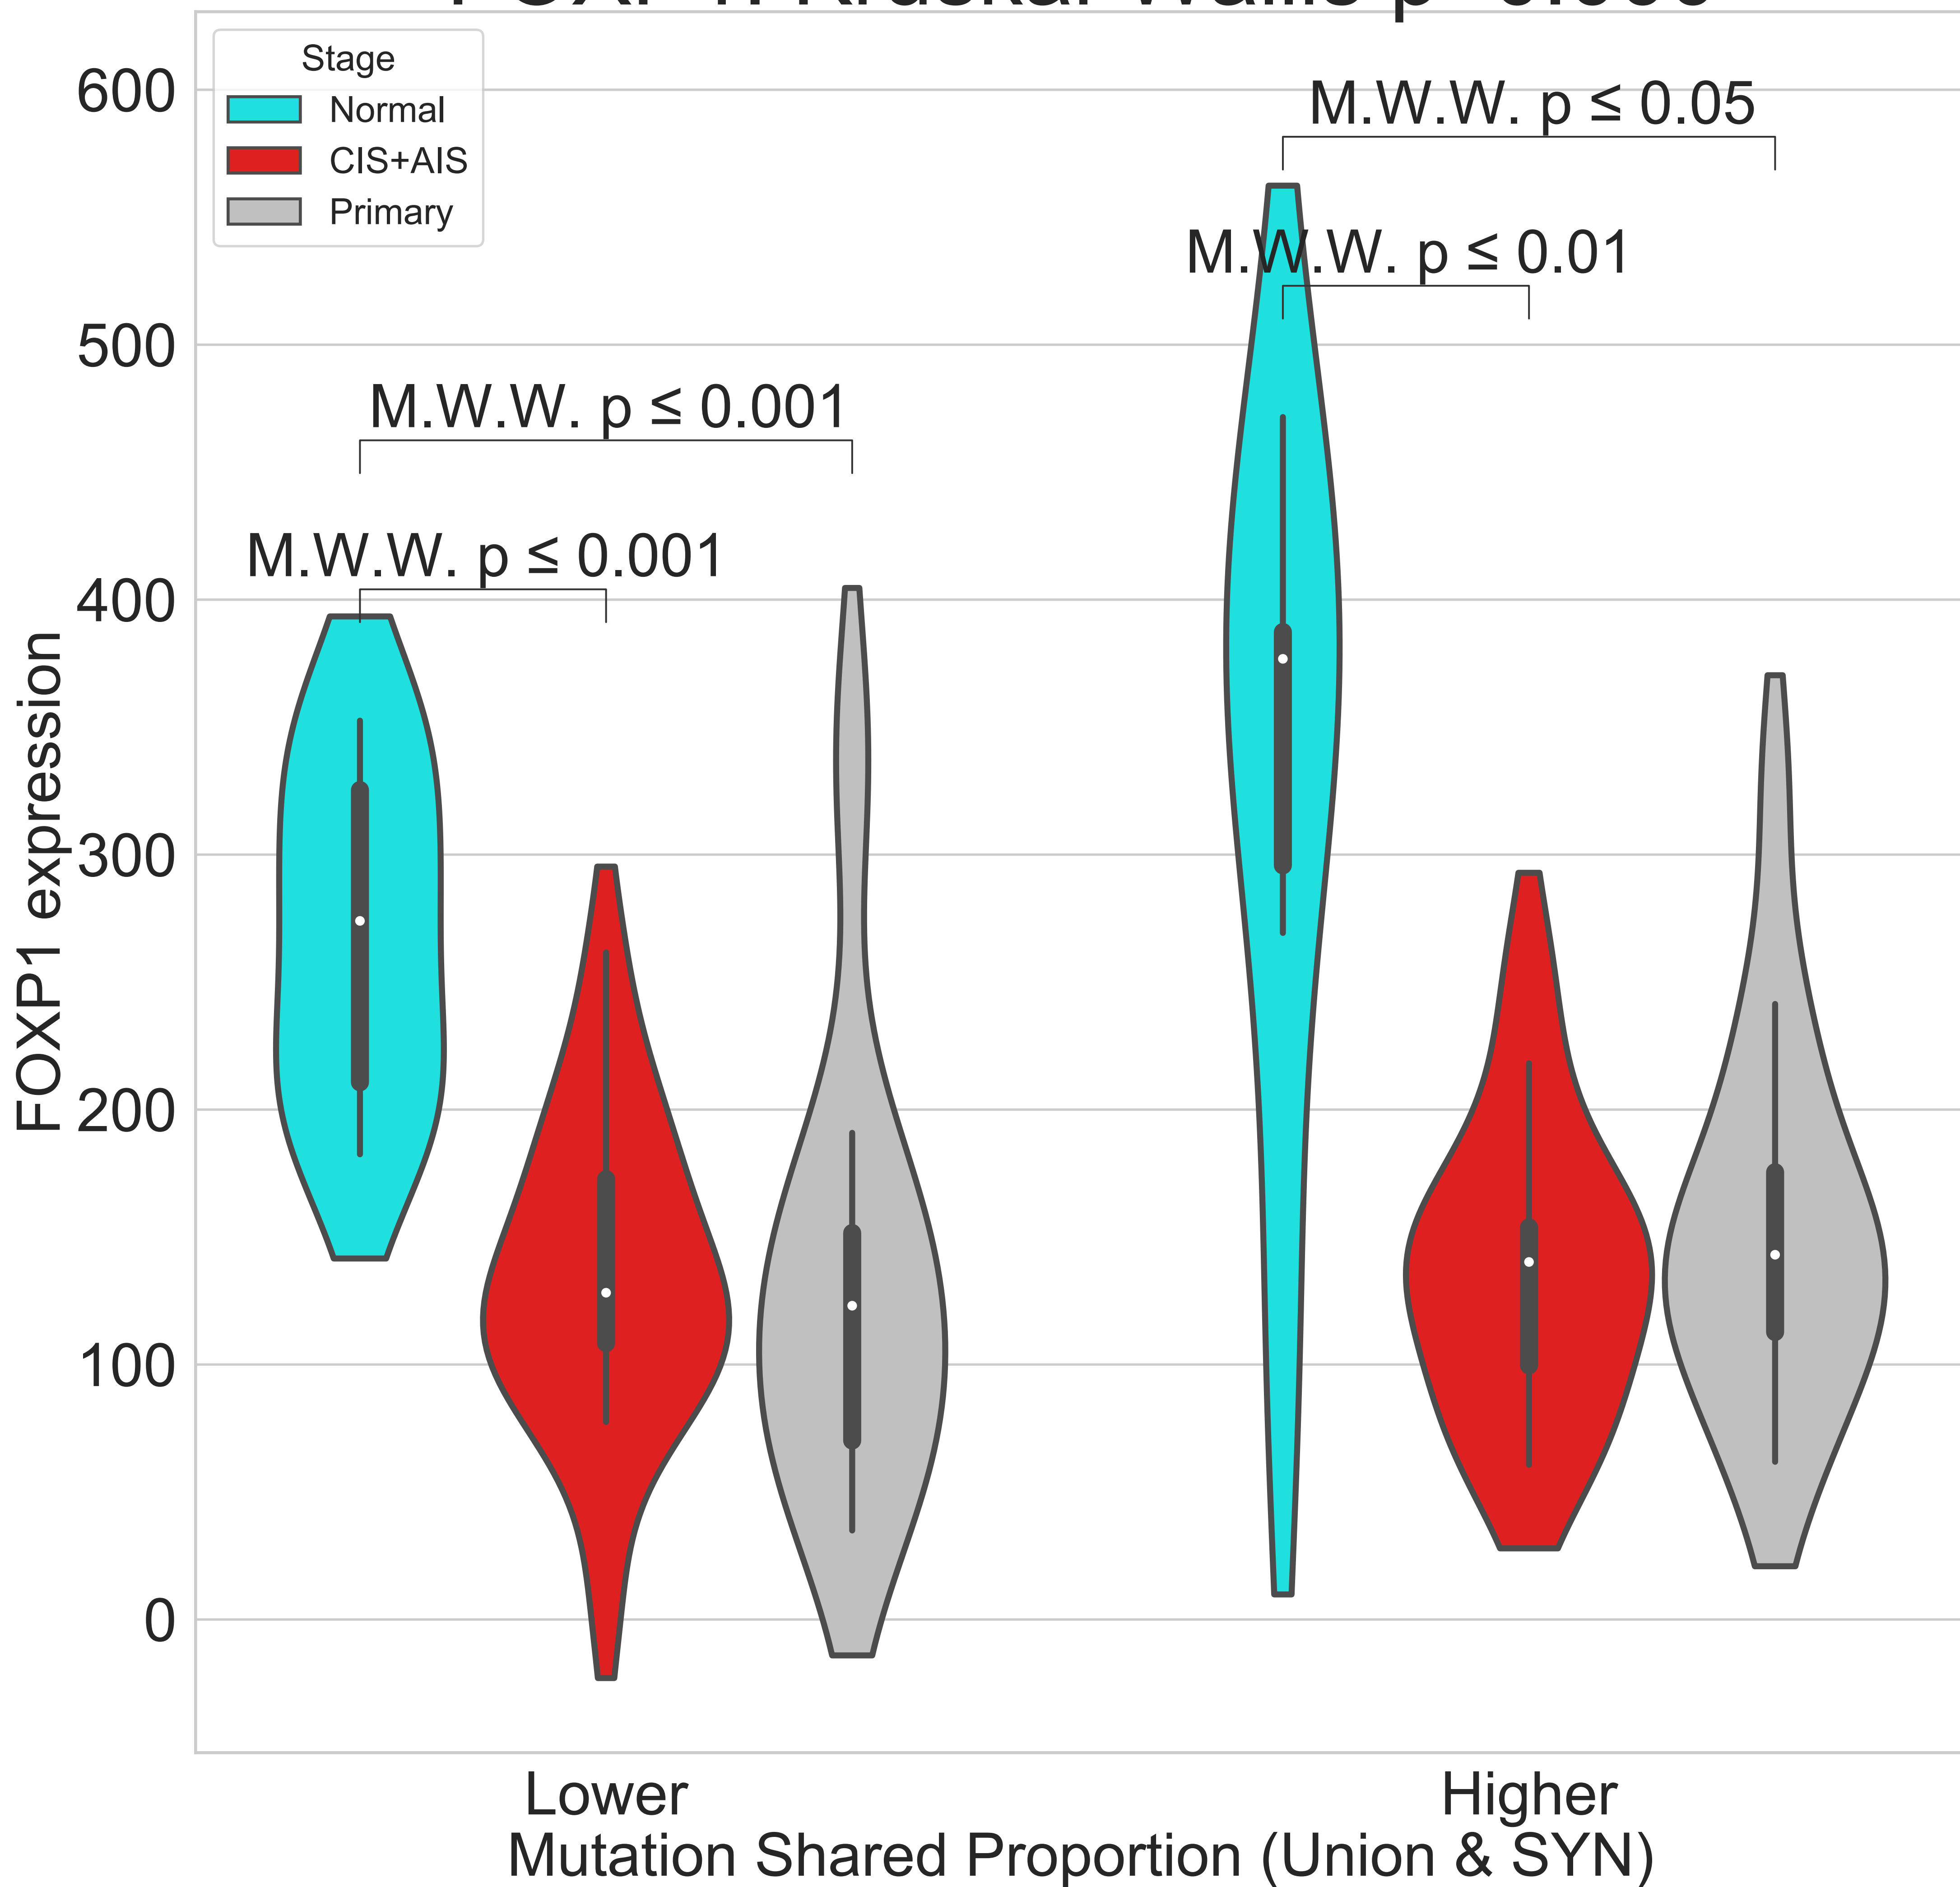 Stage
Normal
CIS+AIS
Primary
M.W.W. p ≤ 0.05
M.W.W. p ≤ 0.01
M.W.W. p ≤ 0.001
M.W.W. p ≤ 0.001
600
500
400
300
200
100
0
FOXP1 expression
Lower
Higher
Mutation Shared Proportion (Union & SYN)